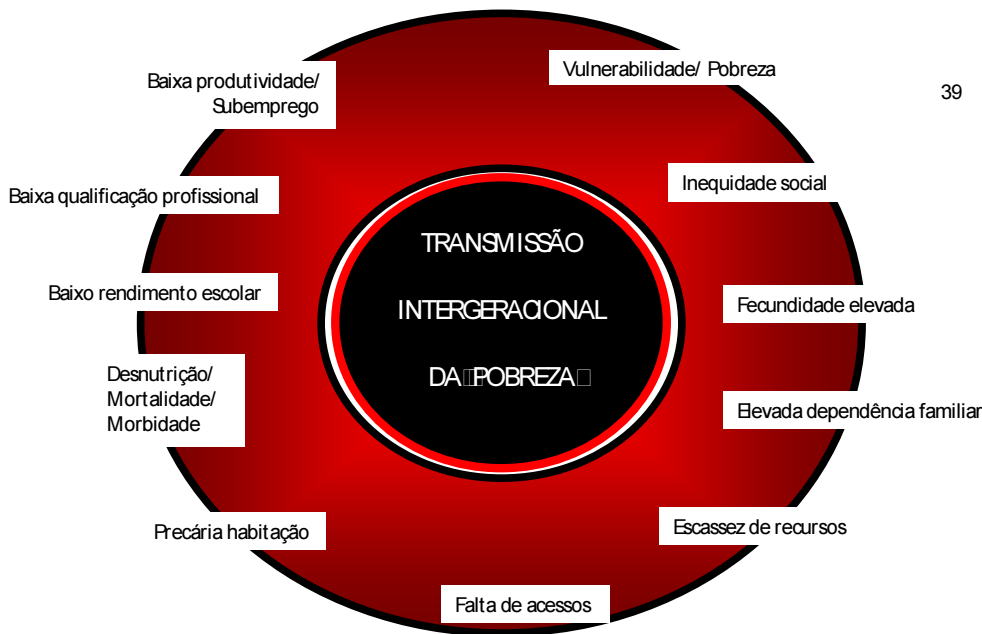 Vulnerabilidade/ Pobreza
39
Inequidade social
Fecundidade elevada
Elevada dependência familiar
Escassez de recursos
Falta de acessos
Precária habitação
Desnutrição/
Mortalidade/
Morbidade
Baixo rendimento escolar
Baixa qualificação profissional
Baixa produtividade/
Subemprego
TRANSMISSÃO
INTERGERACIONAL
DA □POBREZA□